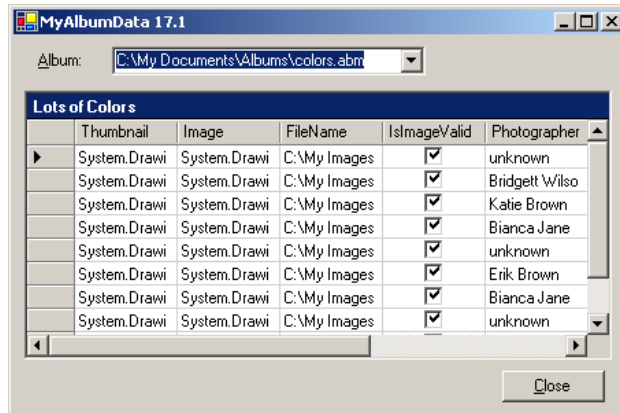 MyAlbumData 17.1
Album: C:\My Documents\Albums\colors.abm
Lots of Colors
Thumbnail Image FileName IsImageValid Photographer
System.Drawi System.Drawi C:\My Images unknown
System.Drawi System.Drawi C:\My Images Bridgett Wilso
System.Drawi System.Drawi C:\My Images Katie Brown
System.Drawi System.Drawi C:\My Images Bianca Jane
System.Drawi System.Drawi C:\My Images unknown
System.Drawi System.Drawi C:\My Images Erik Brown
System.Drawi System.Drawi C:\My Images Bianca Jane
System.Drawi System.Drawi C:\My Images unknown
Close